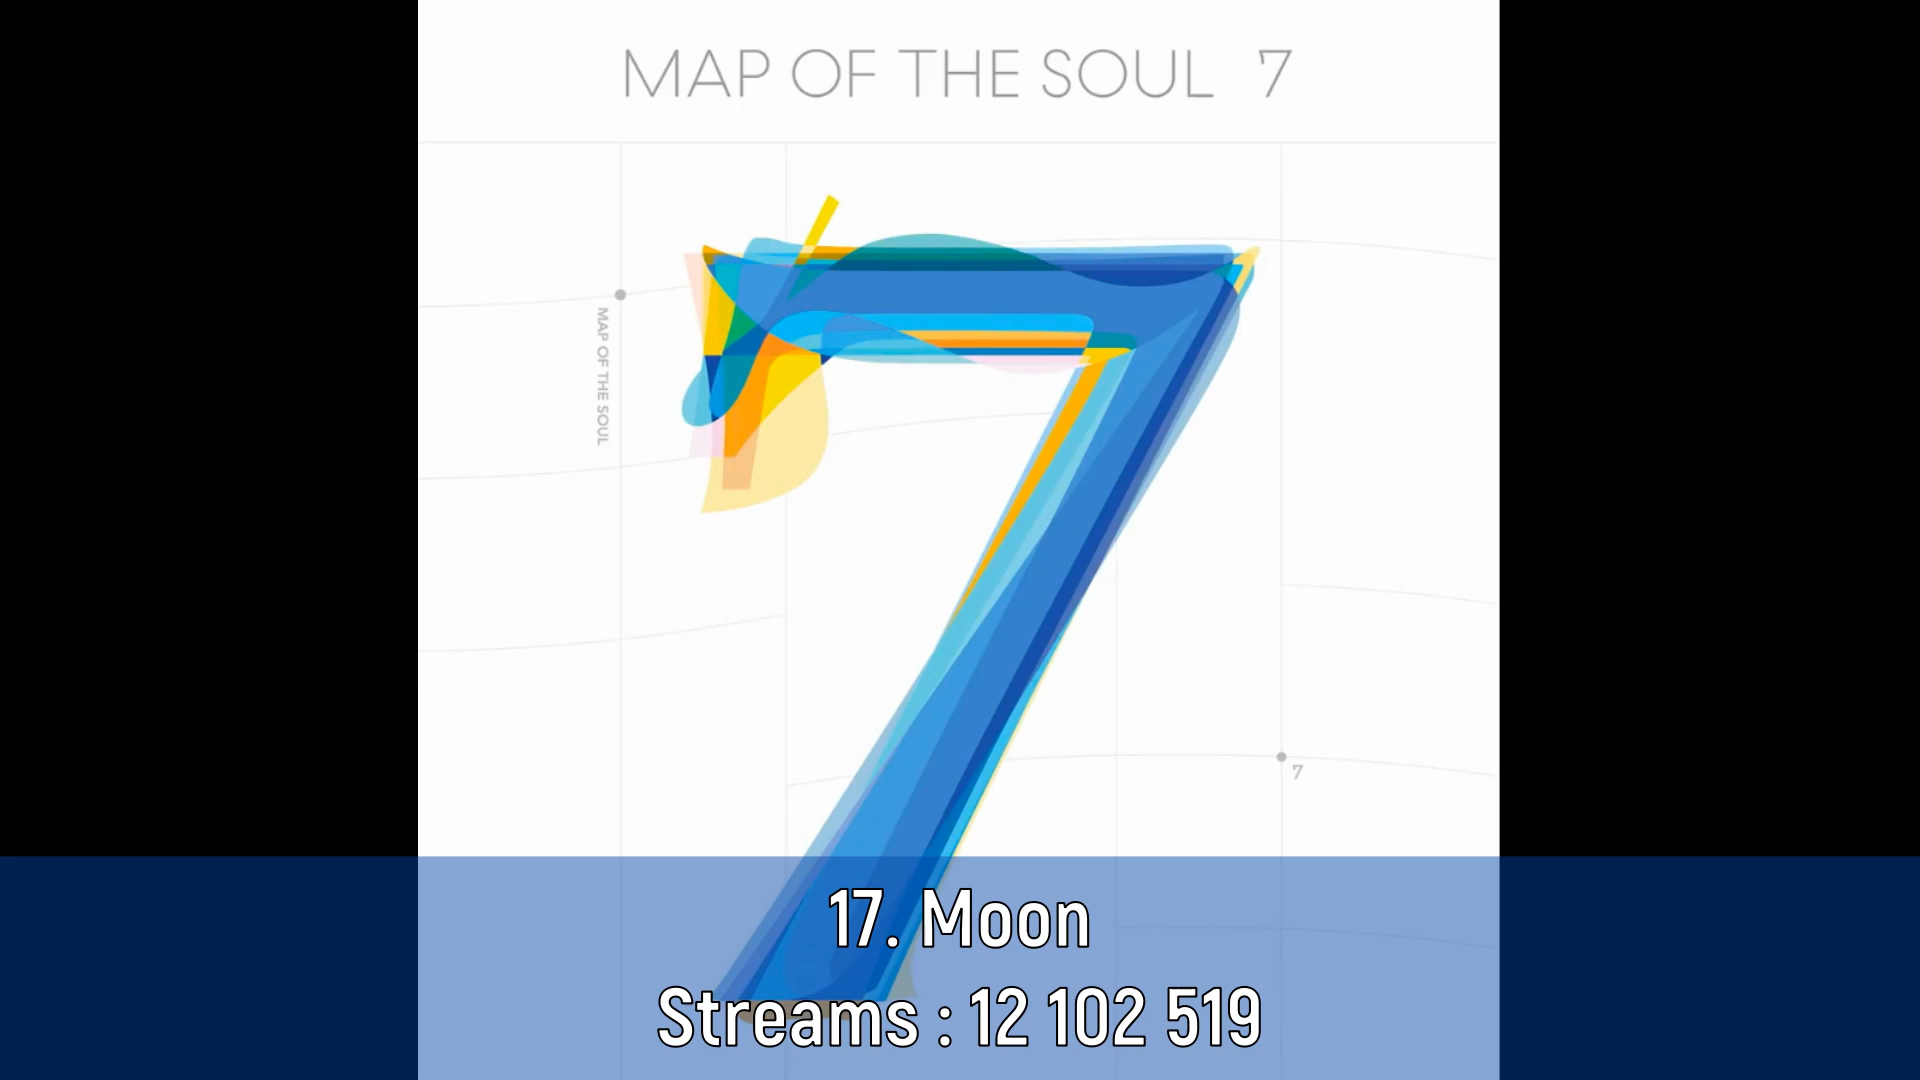 MAP OF THE SOUL 7
MAP OF THE SOUL
7
17. Moon
Streams : 12 102 519